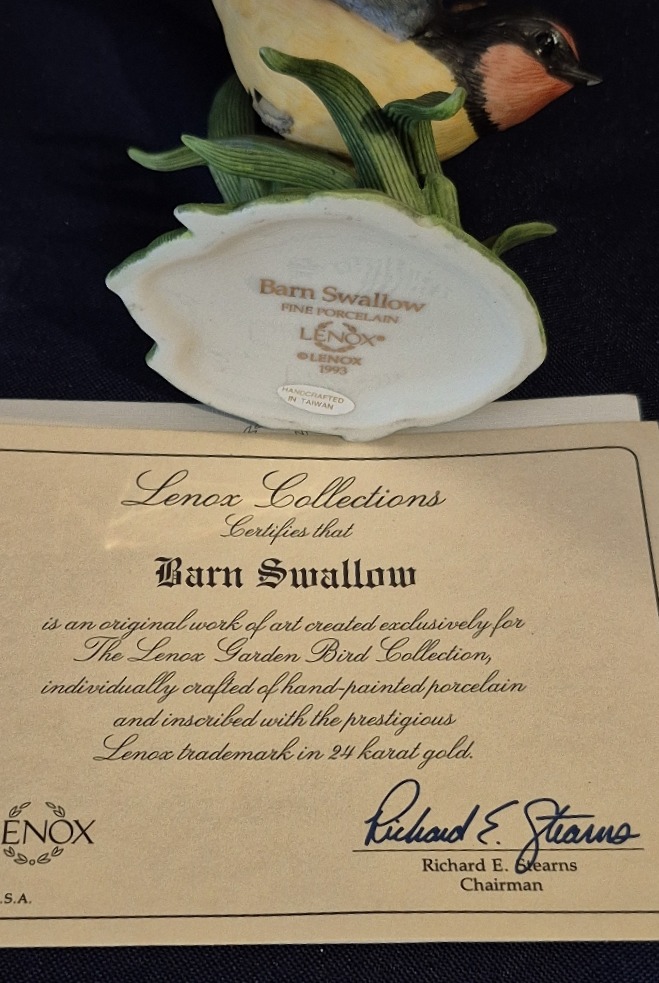 Barn Swallow
FINE PORCELAIN
LENOX®
©LENOX
1993
HANDCRAFTED
IN TAIWAN
Lenox Collections
Certifies that
Barn Swallow
is an original work of art created exclusively for
The Lenox Garden Bird Collection,
individually crafted of hand-painted porcelain
and inscribed with the prestigious
Lenox trademark in 24 karat gold.
ENOX
.S.A.
Richard E. Stearns
Richard E. Stearns
Chairman